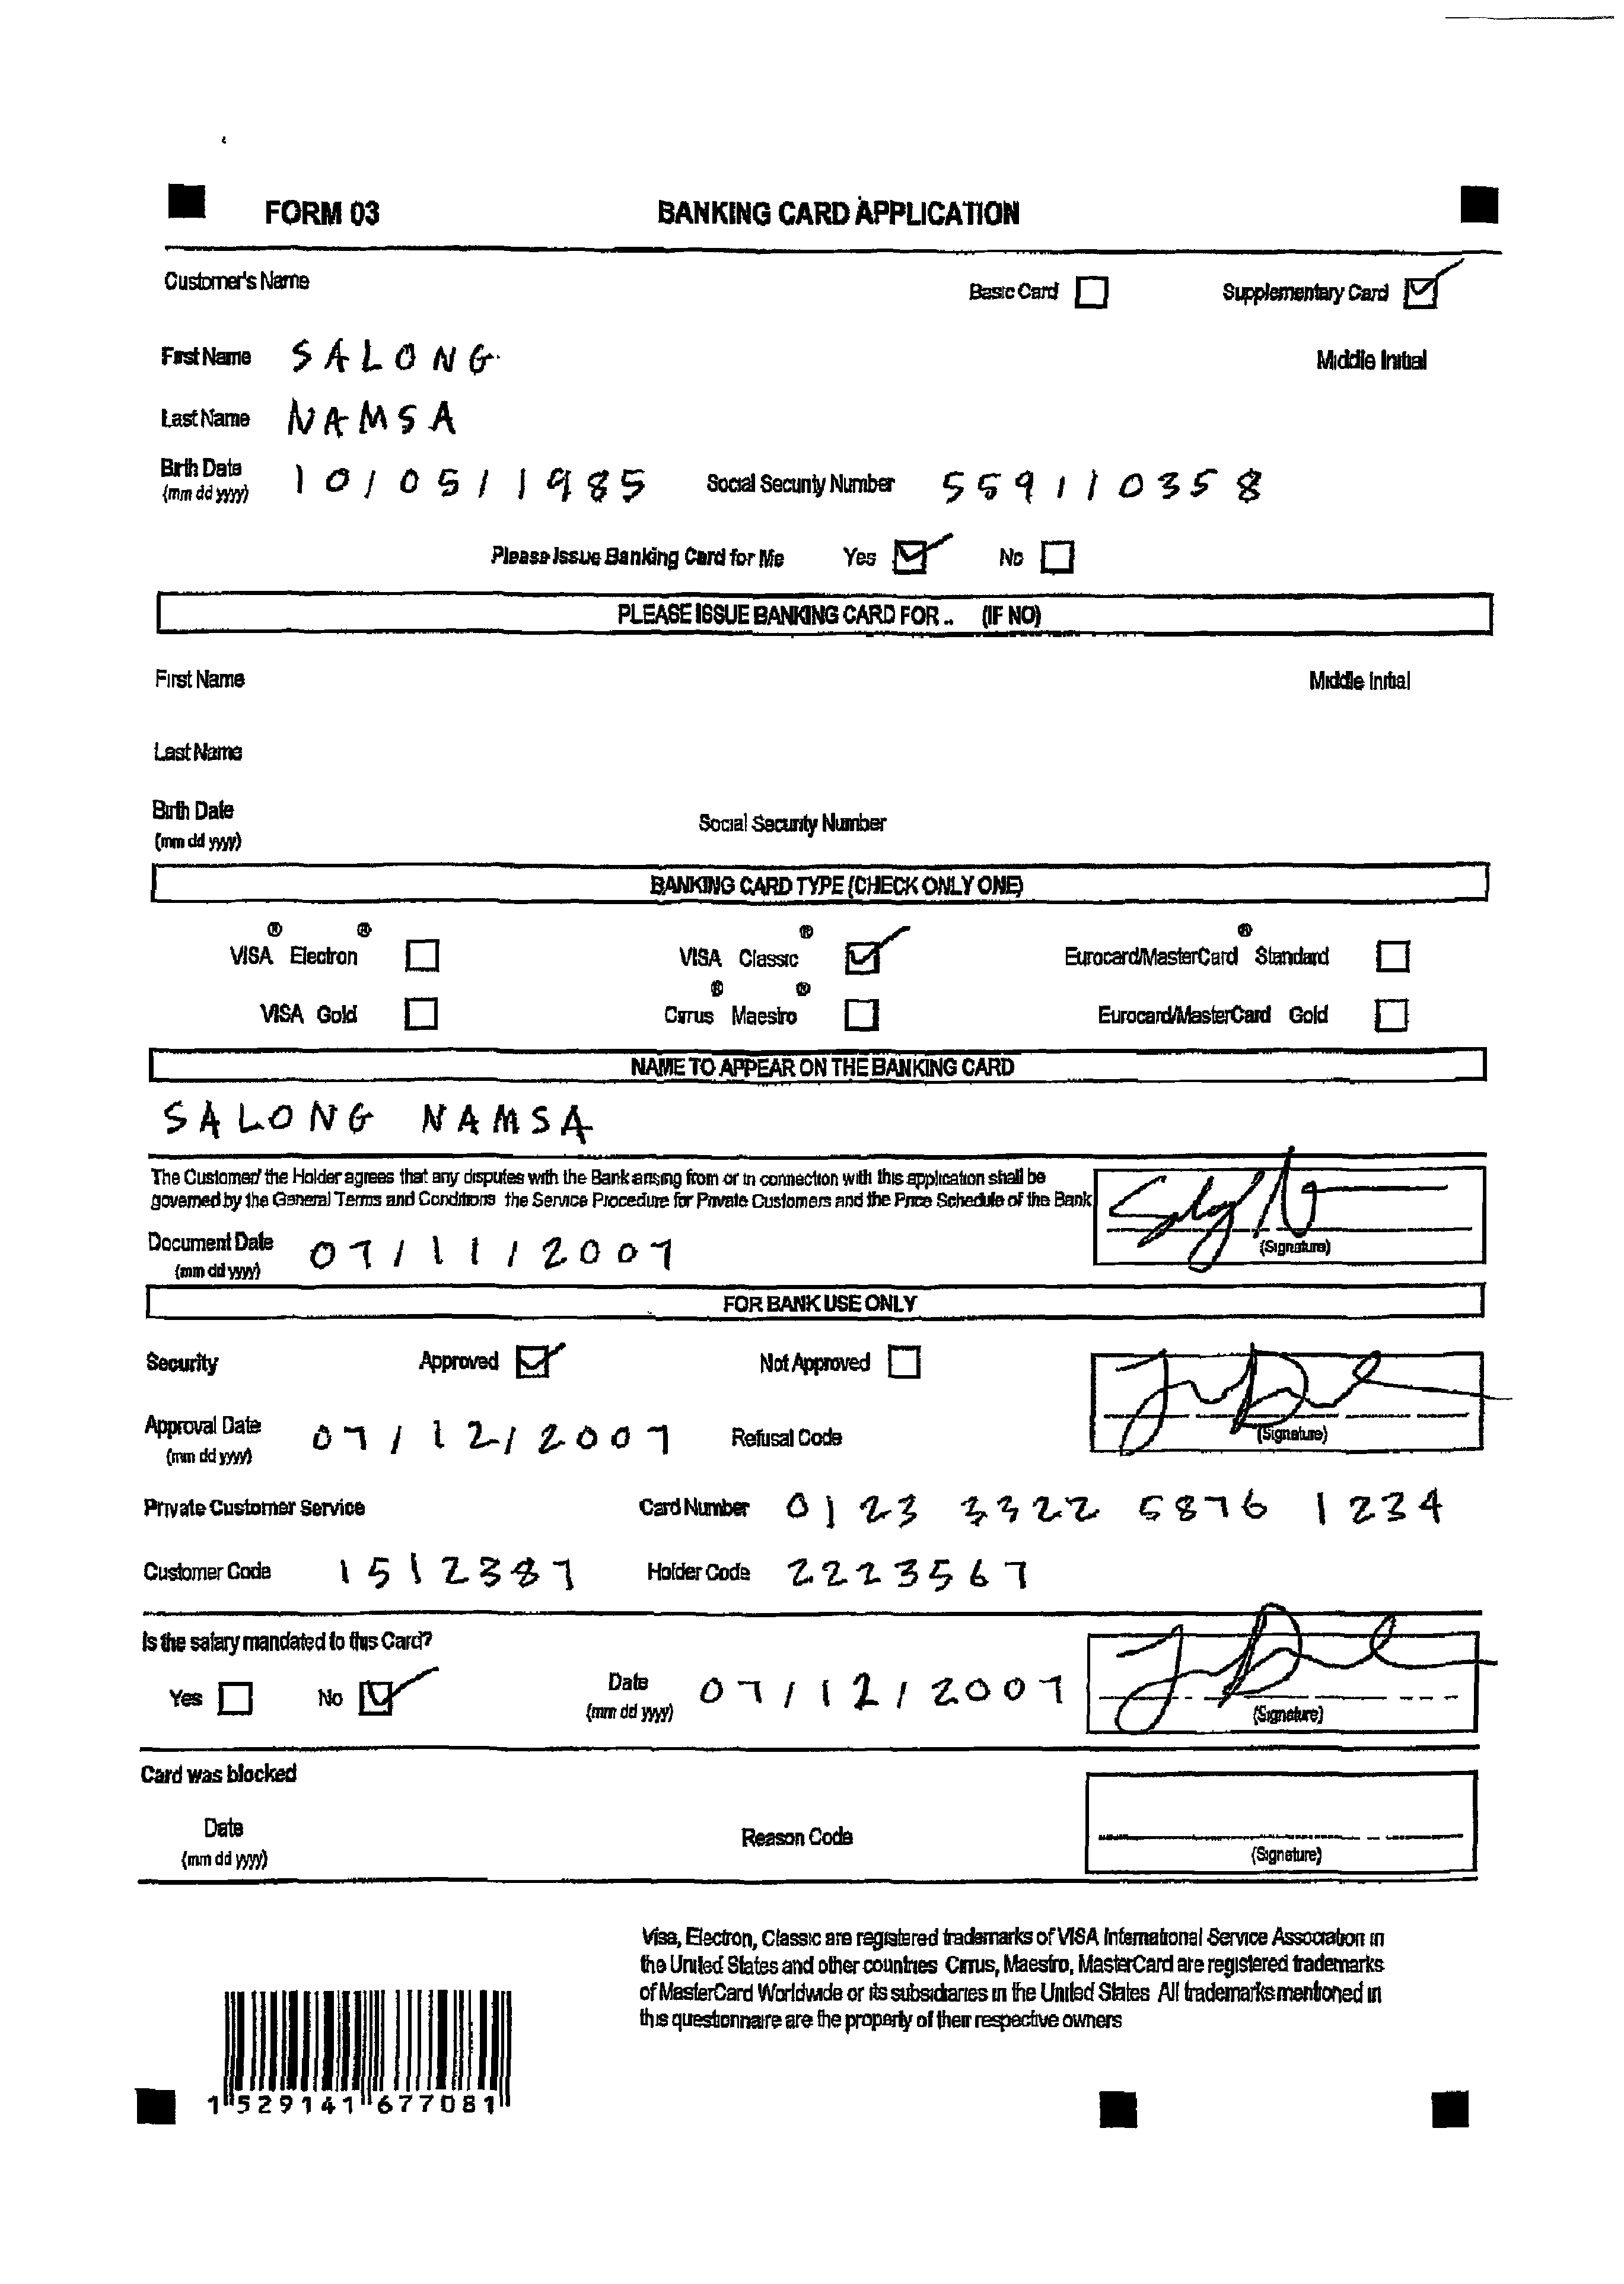 FORM 03 BANKING CARD APPLICATION
Customer's Name Basic Card Supplementary Card
First Name SALONG Middle Initial
Last Name NAMSA
Birth Date (mm dd yyyy) 10/05/1985 Social Security Number 559110358
Please Issue Banking Card for Me Yes No
PLEASE ISSUE BANKING CARD FOR .. (IF NO)
First Name Middle Initial
Last Name
Birth Date
(mm dd yyyy) Social Security Number
BANKING CARD TYPE (CHECK ONLY ONE)
® ® ® ®
VISA Electron VISA Classic Eurocard/MasterCard Standard
® ®
VISA Gold Cirrus Maestro Eurocard/MasterCard Gold
NAME TO APPEAR ON THE BANKING CARD
SALONG NAMSA
The Customer/ the Holder agrees that any disputes with the Bank arising from or in connection with this application shall be
governed by the General Terms and Conditions the Service Procedure for Private Customers and the Price Schedule of the Bank
Document Date 07/11/2007 (Signature)
(mm dd yyyy)
FOR BANK USE ONLY
Security Approved Not Approved
Approval Date 07/12/2007 Refusal Code (Signature)
(mm dd yyyy)
Private Customer Service Card Number 0123 3322 5876 1234
Customer Code 1512387 Holder Code 2223567
Is the salary mandated to this Card?
Yes No Date 07/12/2007
(mm dd yyyy) (Signature)
Card was blocked
Date Reason Code
(mm dd yyyy) (Signature)
Visa, Electron, Classic are registered trademarks of VISA International Service Association in
the United States and other countries Cirrus, Maestro, MasterCard are registered trademarks
of MasterCard Worldwide or its subsidiaries in the United States All trademarks mentioned in
this questionnaire are the property of their respective owners
1 529141 677081